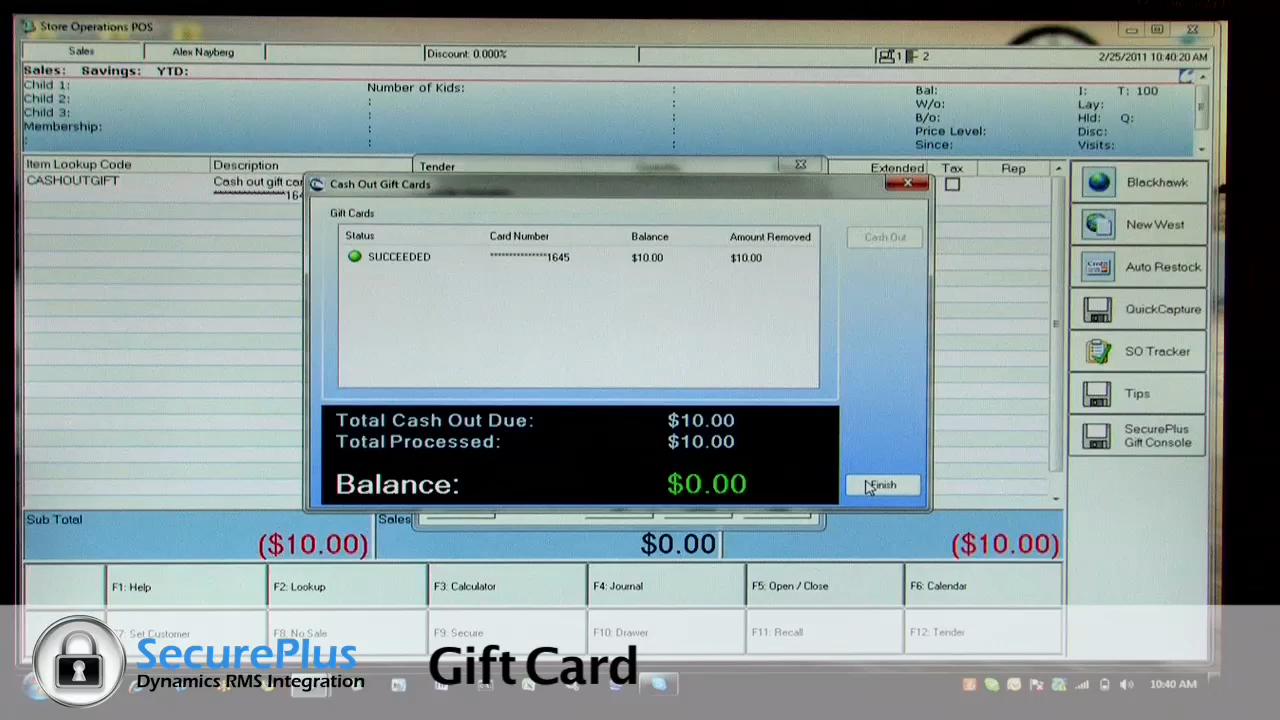 Store Operations POS
Sales
Alex Nayberg
Discount: 0.000%
1
2
2/25/2011 10:40:20 AM
Sales: Savings: YTD:
Child 1:
Child 2:
Child 3:
Membership:
:
Number of Kids:
:
:
:
:
:
:
:
Bal:
W/o:
B/o:
Price Level:
Since:
I: T: 100
Lay:
Hld: Q:
Disc:
Visits:
Item Lookup Code
Description
Tender
Extended
Tax
Rep
CASHOUTGIFT
Cash out gift car
Cash Out Gift Cards
Gift Cards
Status
Card Number
Balance
Amount Removed
SUCCEEDED
**************1645
$10.00
$10.00
Cash Out
Total Cash Out Due: $10.00
Total Processed: $10.00
Balance: $0.00
Finish
Blackhawk
New West
Auto Restock
QuickCapture
SO Tracker
Tips
SecurePlus
Gift Console
Sub Total
($10.00)
Sales
$0.00
($10.00)
F1: Help
F2: Lookup
F3: Calculator
F4: Journal
F5: Open / Close
F6: Calendar
F7: Set Customer
F8: No Sale
F9: Secure
F10: Drawer
F11: Recall
F12: Tender
SecurePlus
Dynamics RMS Integration
Gift Card
10:40 AM